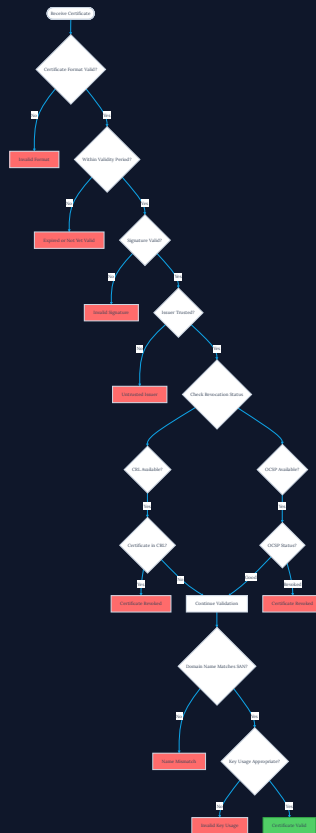 Receive Certificate
Certificate Format Valid?
No
Yes
Invalid Format
Within Validity Period?
No
Yes
Expired or Not Yet Valid
Signature Valid?
No
Yes
Invalid Signature
Issuer Trusted?
No
Yes
Untrusted Issuer
Check Revocation Status
CRL Available?
OCSP Available?
Yes
Yes
Certificate in CRL?
OCSP Status?
Yes
No
Good
Revoked
Certificate Revoked
Continue Validation
Certificate Revoked
Domain Name Matches SAN?
No
Yes
Name Mismatch
Key Usage Appropriate?
No
Yes
Invalid Key Usage
Certificate Valid